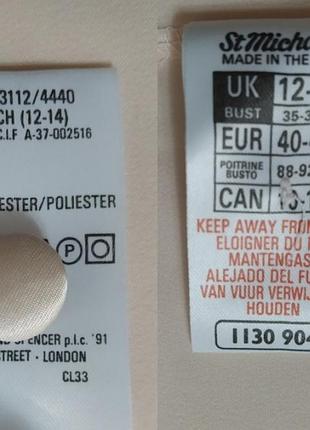 3112/4440
CH (12-14)
C.I.F A-37-002516
ESTER/POLIESTER
P
SPENCER p.l.c. '91
STREET · LONDON
CL33
St Micha
MADE IN THE
UK 12-
BUST 35-3
EUR 40-
POITRINE
BUSTO 88-92
CAN
KEEP AWAY FROM
ELOIGNER DU
MANTENGAS
ALEJADO DEL FU
VAN VUUR VERWIJ
HOUDEN
1130 904